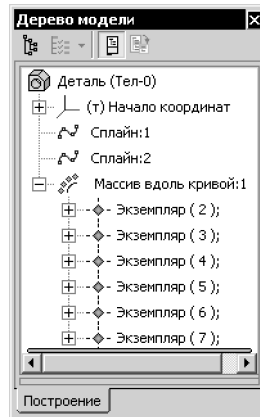 Дерево модели
Деталь (Тел-0)
(т) Начало координат
Сплайн:1
Сплайн:2
Массив вдоль кривой:1
Экземпляр ( 2 );
Экземпляр ( 3 );
Экземпляр ( 4 );
Экземпляр ( 5 );
Экземпляр ( 6 );
Экземпляр ( 7 );
Построение